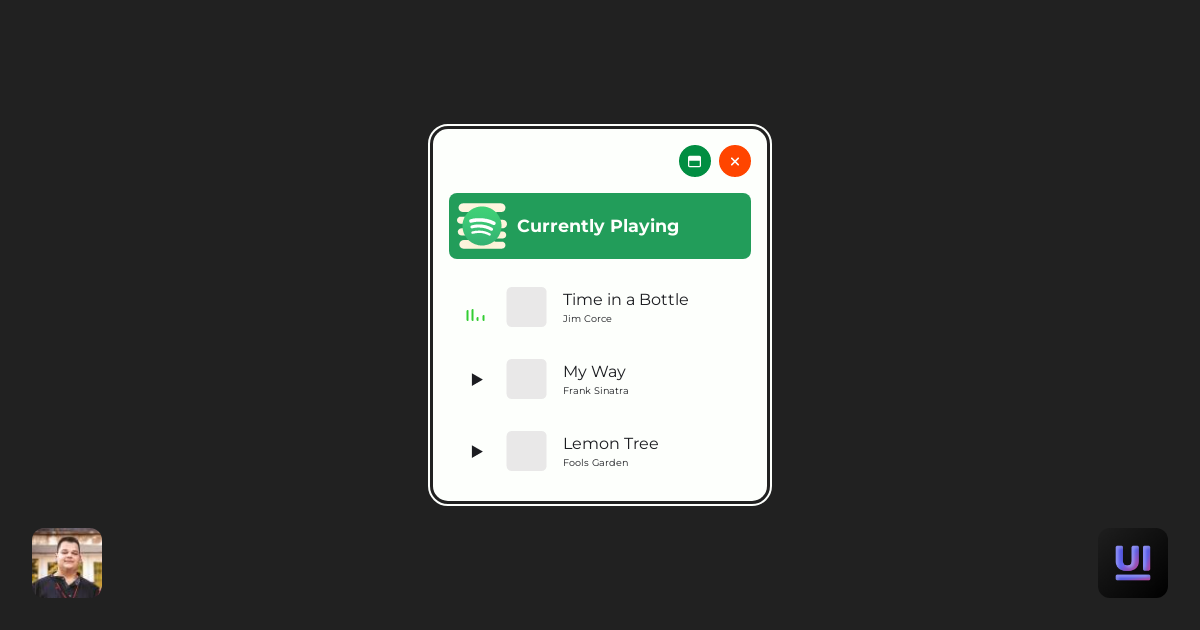 Currently Playing
Time in a Bottle
Jim Corce
My Way
Frank Sinatra
Lemon Tree
Fools Garden
UI